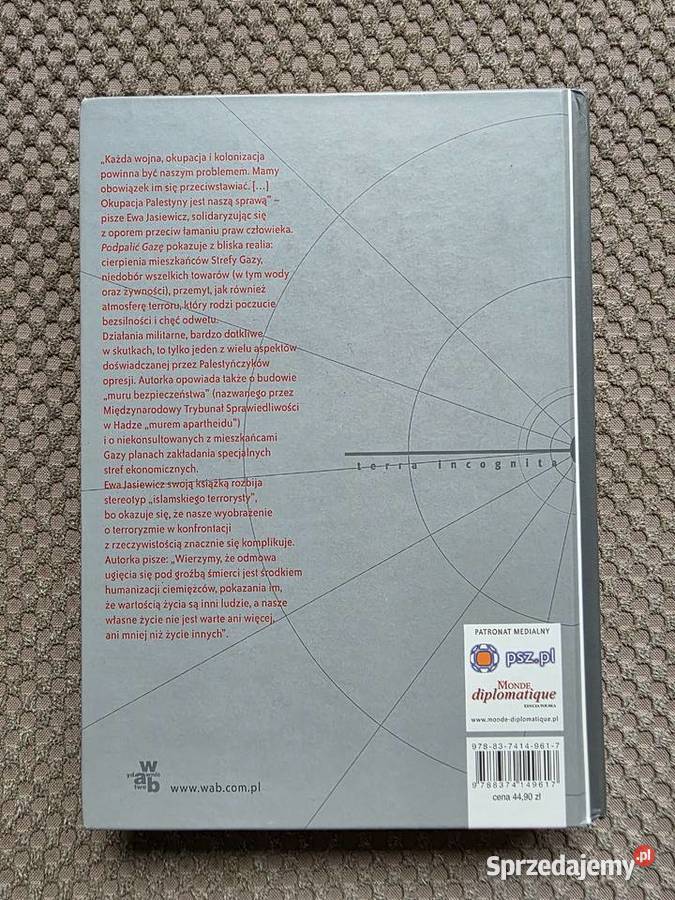 „Każda wojna, okupacja i kolonizacja
powinna być naszym problemem. Mamy
obowiązek im się przeciwstawiać. [...]
Okupacja Palestyny jest naszą sprawą” –
pisze Ewa Jasiewicz, solidaryzując się
z oporem przeciw łamaniu praw człowieka.
Podpalić Gazę pokazuje z bliska realia:
cierpienia mieszkańców Strefy Gazy,
niedobór wszelkich towarów (w tym wody
oraz żywności), przemyt, jak również
atmosferę terroru, który rodzi poczucie
bezsilności i chęć odwetu.
Działania militarne, bardzo dotkliwe
w skutkach, to tylko jeden z wielu aspektów
doświadczanej przez Palestyńczyków
opresji. Autorka opowiada także o budowie
„muru bezpieczeństwa” (nazwanego przez
Międzynarodowy Trybunał Sprawiedliwości
w Hadze „murem apartheidu”)
i o niekonsultowanych z mieszkańcami
Gazy planach zakładania specjalnych
stref ekonomicznych.
Ewa Jasiewicz swoją książką rozbija
stereotyp „islamskiego terrorysty”,
bo okazuje się, że nasze wyobrażenie
o terroryzmie w konfrontacji
z rzeczywistością znacznie się komplikuje.
Autorka pisze: „Wierzymy, że odmowa
ugięcia się pod groźbą śmierci jest środkiem
humanizacji ciemiężców, pokazania im,
że wartością życia są inni ludzie, a nasze
własne życie nie jest warte ani więcej,
ani mniej niż życie innych”.
terra incognita
PATRONAT MEDIALNY
psz.pl
LE MONDE
diplomatique
EDYCJA POLSKA
www.monde-diplomatique.pl
978-83-7414-961-7
9788374149617
cena 44,90 zł
wydawnictwo
wab
www.wab.com.pl
Sprzedajemy.pl